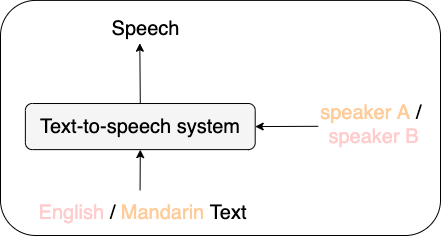 Speech
Text-to-speech system
speaker A /
speaker B
English / Mandarin Text